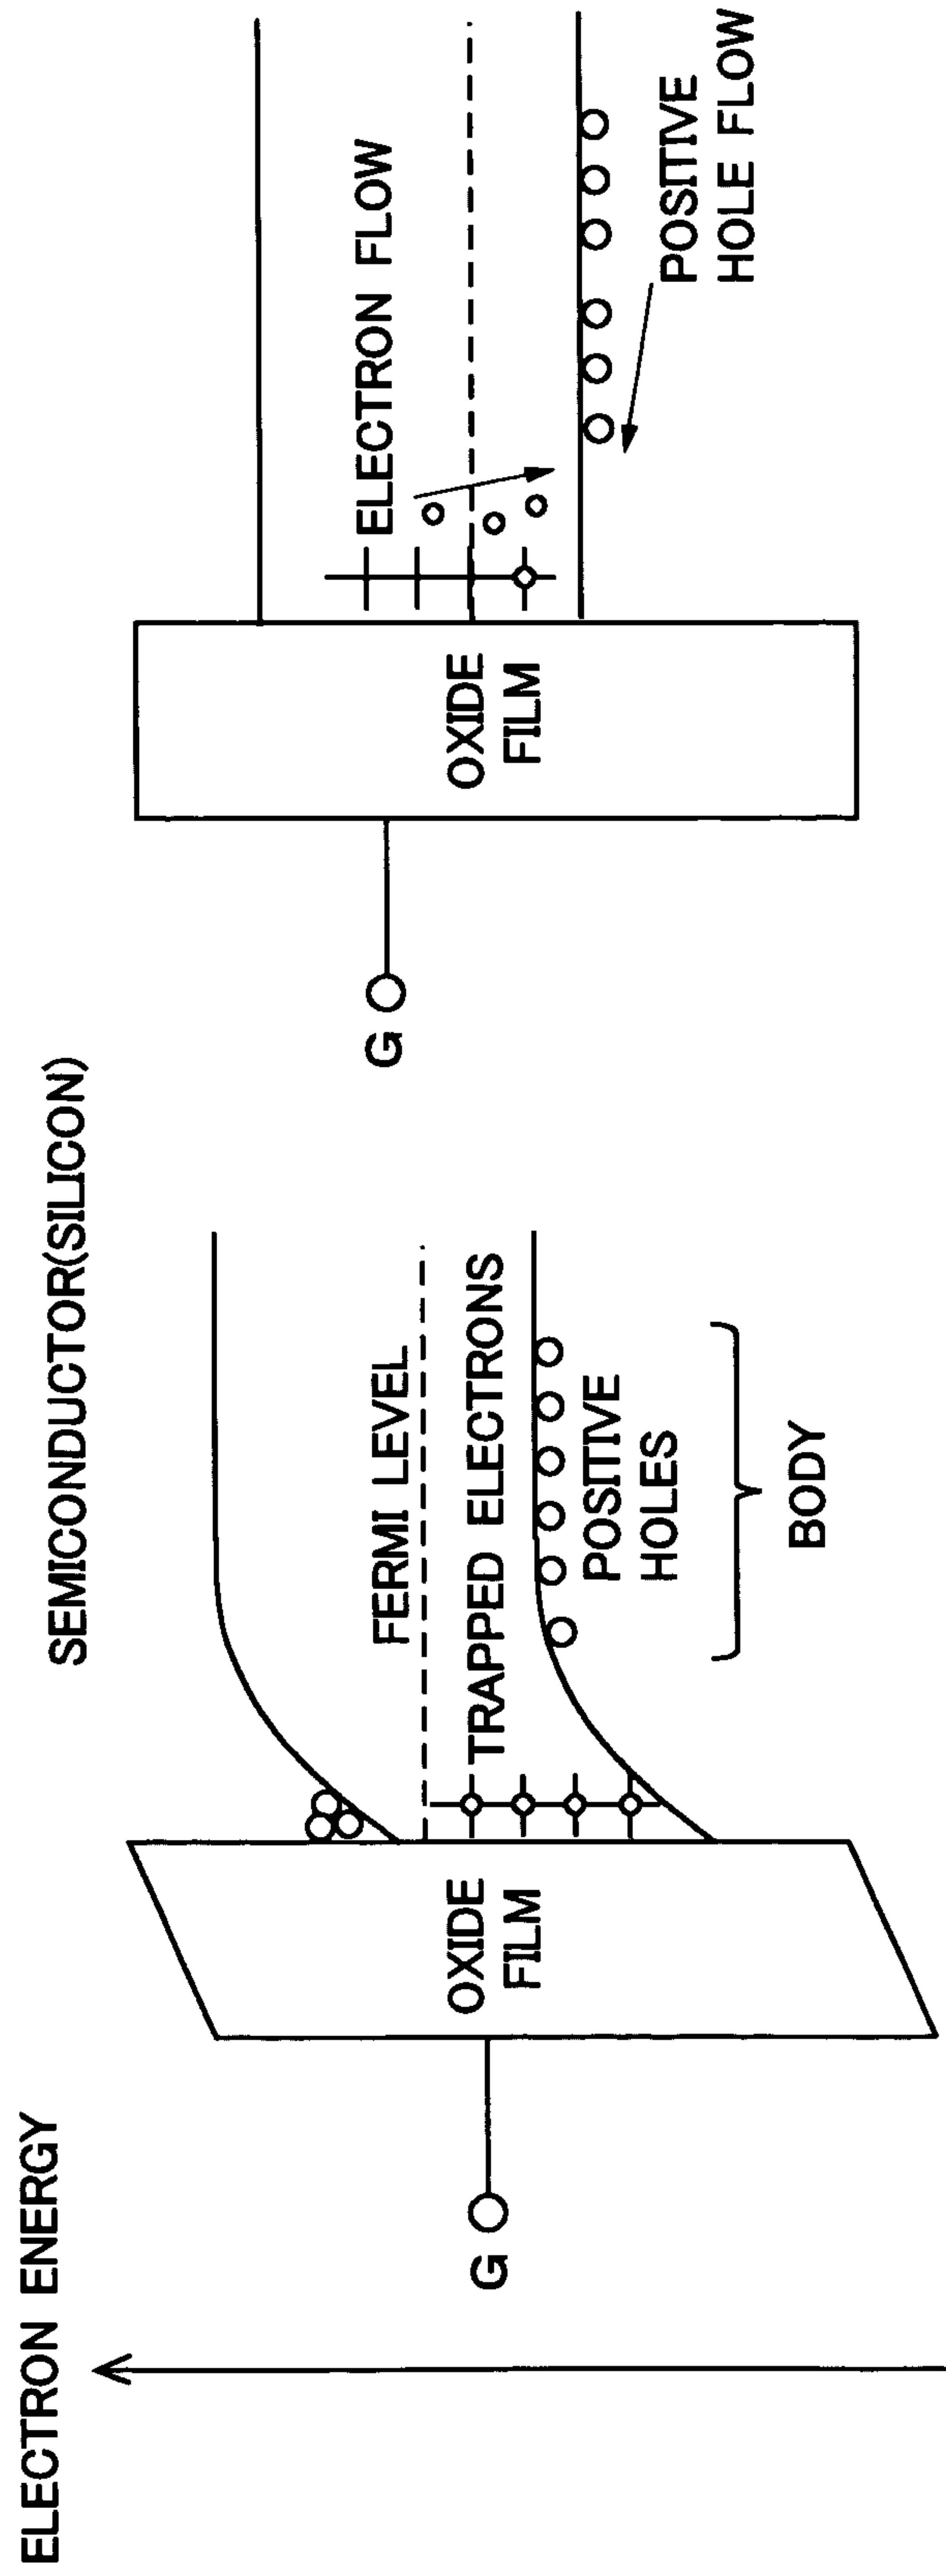 ELECTRON ENERGY
SEMICONDUCTOR(SILICON)
G
OXIDE
FILM
FERMI LEVEL
TRAPPED ELECTRONS
POSITIVE
HOLES
BODY
G
OXIDE
FILM
ELECTRON FLOW
POSITIVE
HOLE FLOW